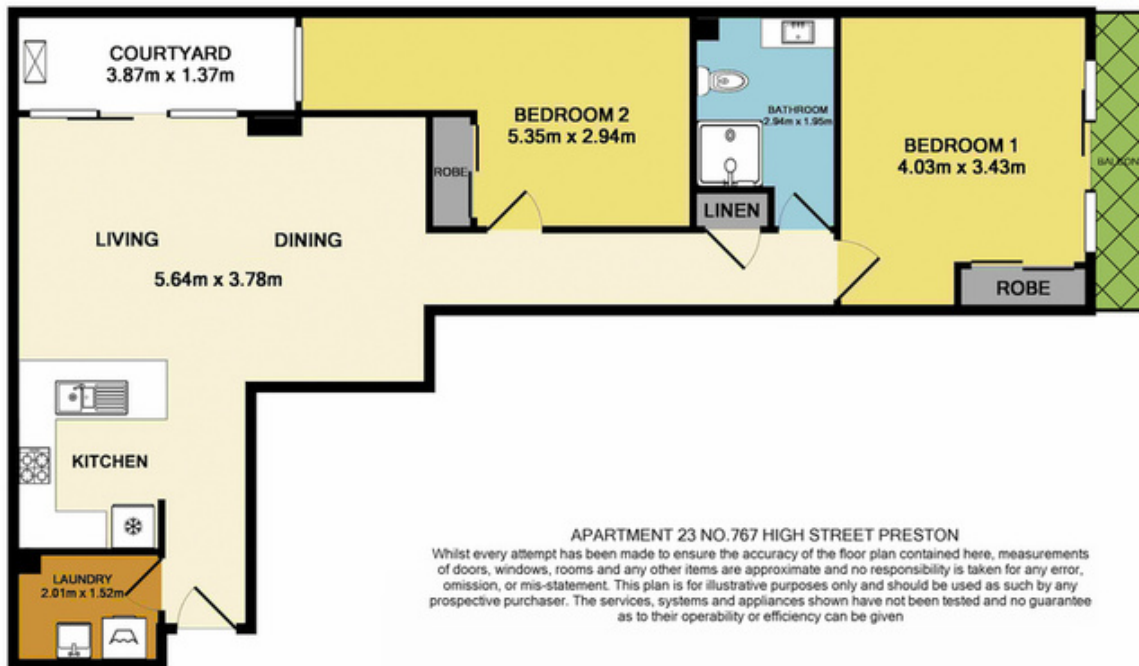 COURTYARD
3.87m x 1.37m
BEDROOM 2
5.35m x 2.94m
BATHROOM
2.94m x 1.95m
BEDROOM 1
4.03m x 3.43m
BALCON
ROBE
LINEN
LIVING
DINING
5.64m x 3.78m
ROBE
KITCHEN
LAUNDRY
2.01m x 1.52m
APARTMENT 23 NO.767 HIGH STREET PRESTON
Whilst every attempt has been made to ensure the accuracy of the floor plan contained here, measurements
of doors, windows, rooms and any other items are approximate and no responsibility is taken for any error,
omission, or mis-statement. This plan is for illustrative purposes only and should be used as such by any
prospective purchaser. The services, systems and appliances shown have not been tested and no guarantee
as to their operability or efficiency can be given